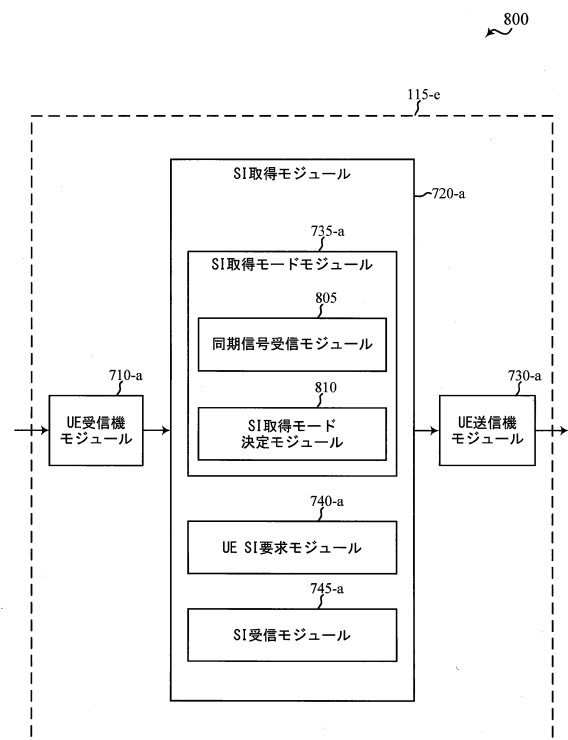 800
115-e
SI取得モジュール
720-a
735-a
SI取得モードモジュール
805
同期信号受信モジュール
810
SI取得モード
決定モジュール
710-a
UE受信機
モジュール
730-a
UE送信機
モジュール
740-a
UE SI要求モジュール
745-a
SI受信モジュール